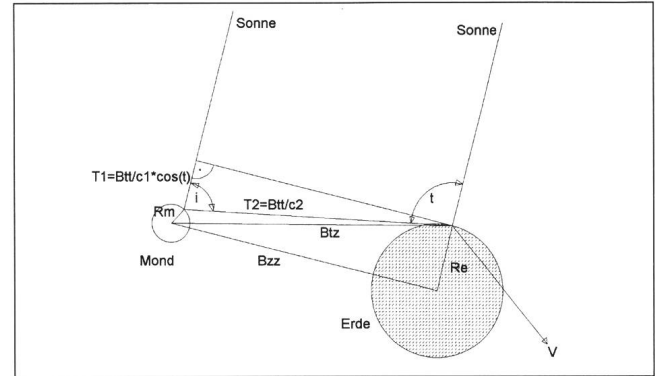 Sonne
Sonne
T1=Btt/c1*cos(t)
i
t
T2=Btt/c2
Rm
Btz
Mond
Bzz
Re
Erde
V